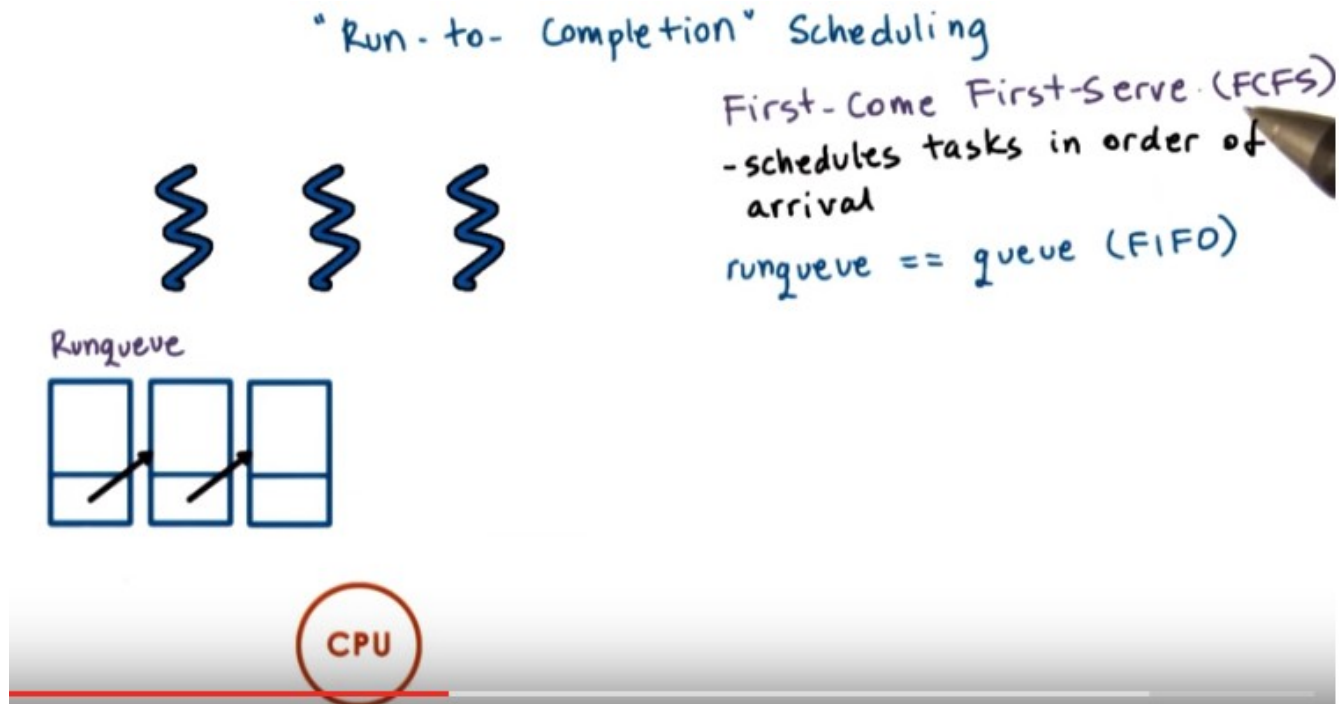 "Run-to-Completion" Scheduling
First-Come First-Serve (FCFS)
-schedules tasks in order of
arrival
runqueue == queue (FIFO)
Runqueue
CPU